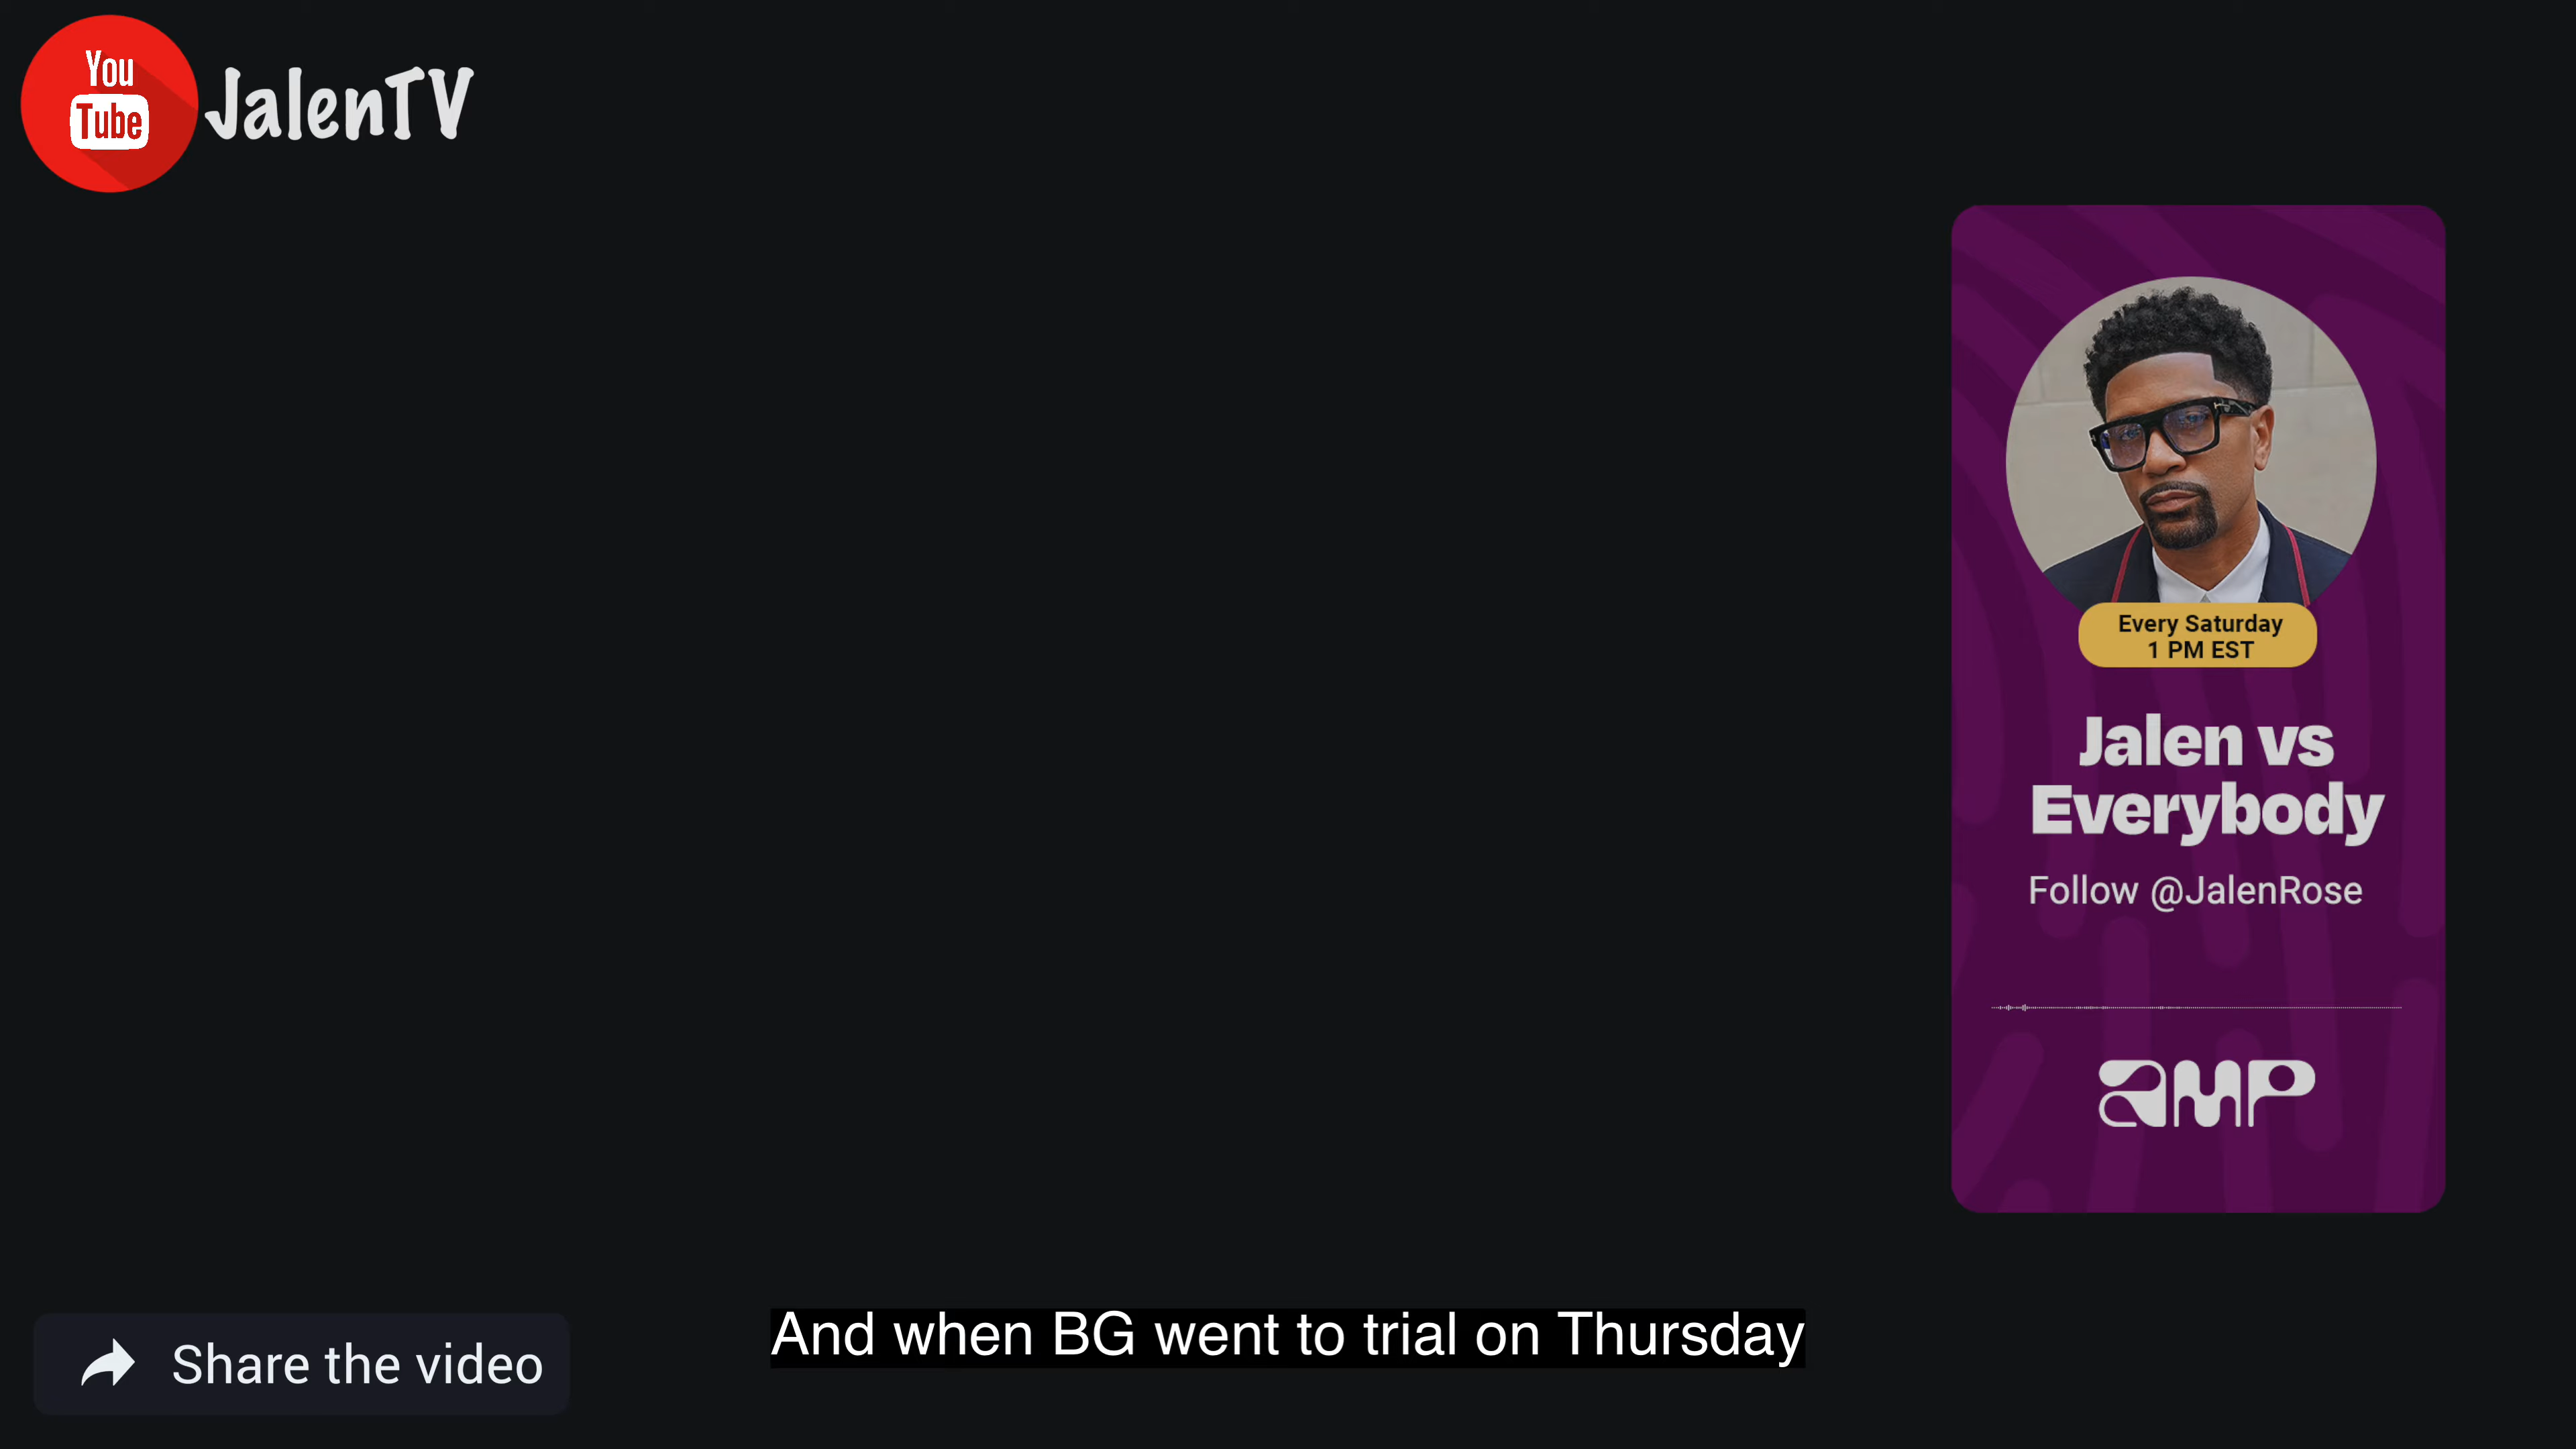 You
Tube
JalenTV
Every Saturday
1 PM EST
Jalen vs
Everybody
Follow @JalenRose
amp
Share the video
And when BG went to trial on Thursday